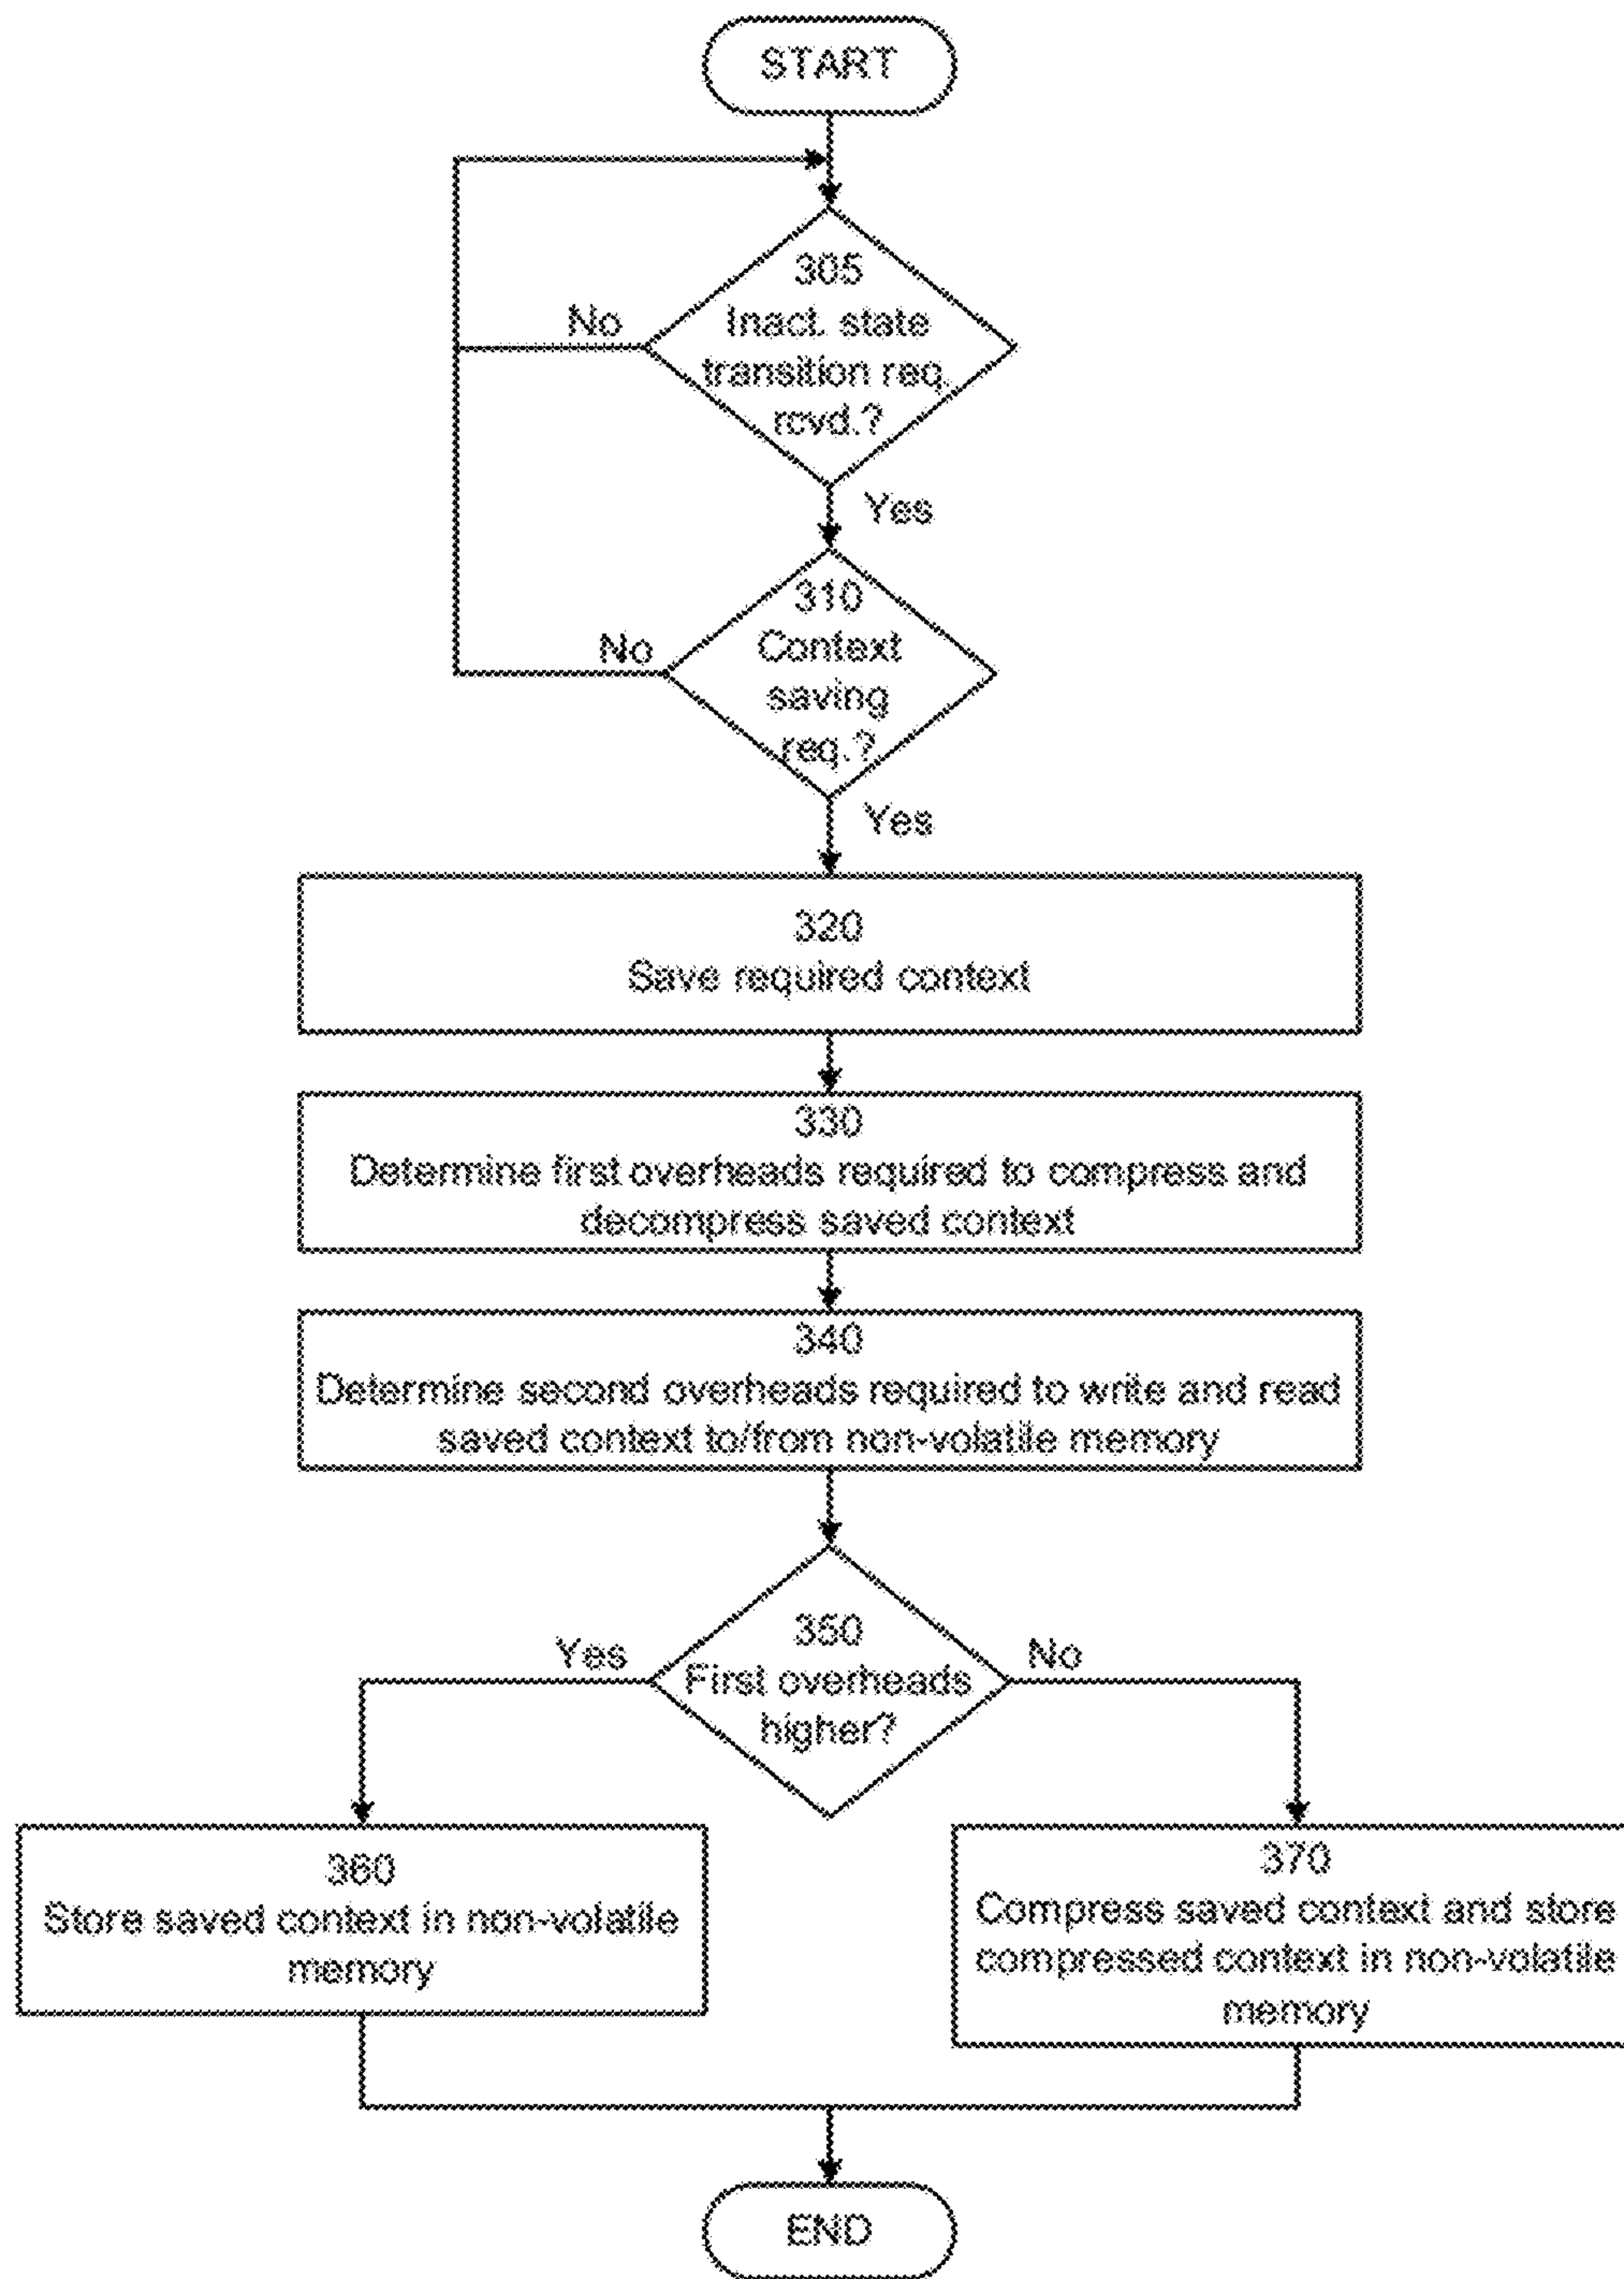 START
305
Inact. state
transition req.
rcvd.?
No
Yes
310
Context
saving
req.?
No
Yes
320
Save required context
330
Determine first overheads required to compress and
decompress saved context
340
Determine second overheads required to write and read
saved context to/from non-volatile memory
350
First overheads
higher?
Yes
No
360
Store saved context in non-volatile
memory
370
Compress saved context and store
compressed context in non-volatile
memory
END